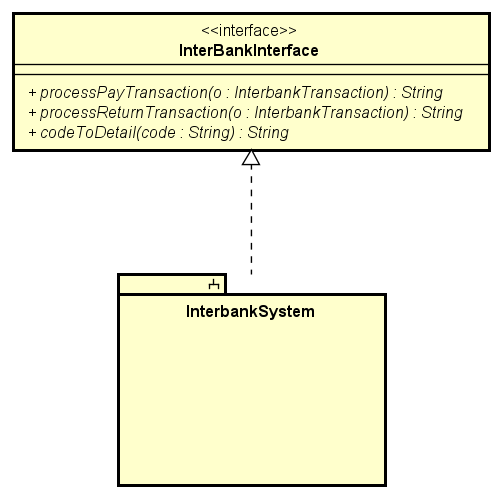 <<interface>>
InterBankInterface
+ processPayTransaction(o : InterbankTransaction) : String
+ processReturnTransaction(o : InterbankTransaction) : String
+ codeToDetail(code : String) : String
InterbankSystem